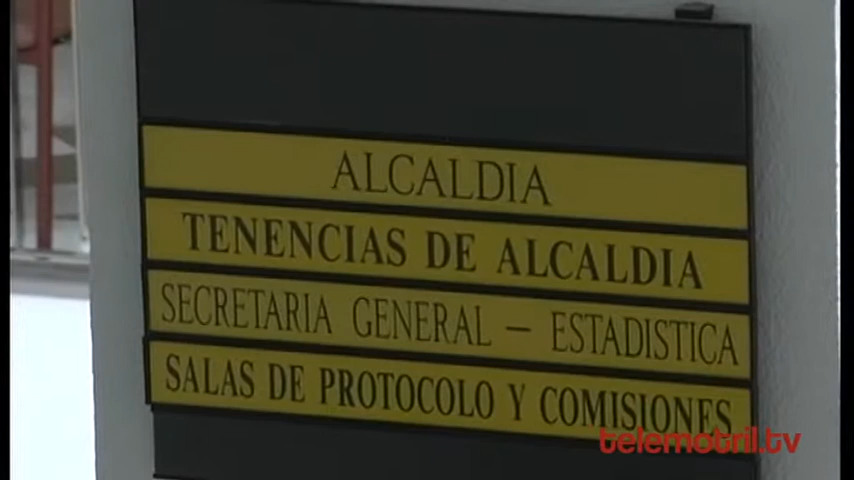 ALCALDIA
TENENCIAS DE ALCALDIA
SECRETARIA GENERAL - ESTADISTICA
SALAS DE PROTOCOLO Y COMISIONES
telemotril.tv